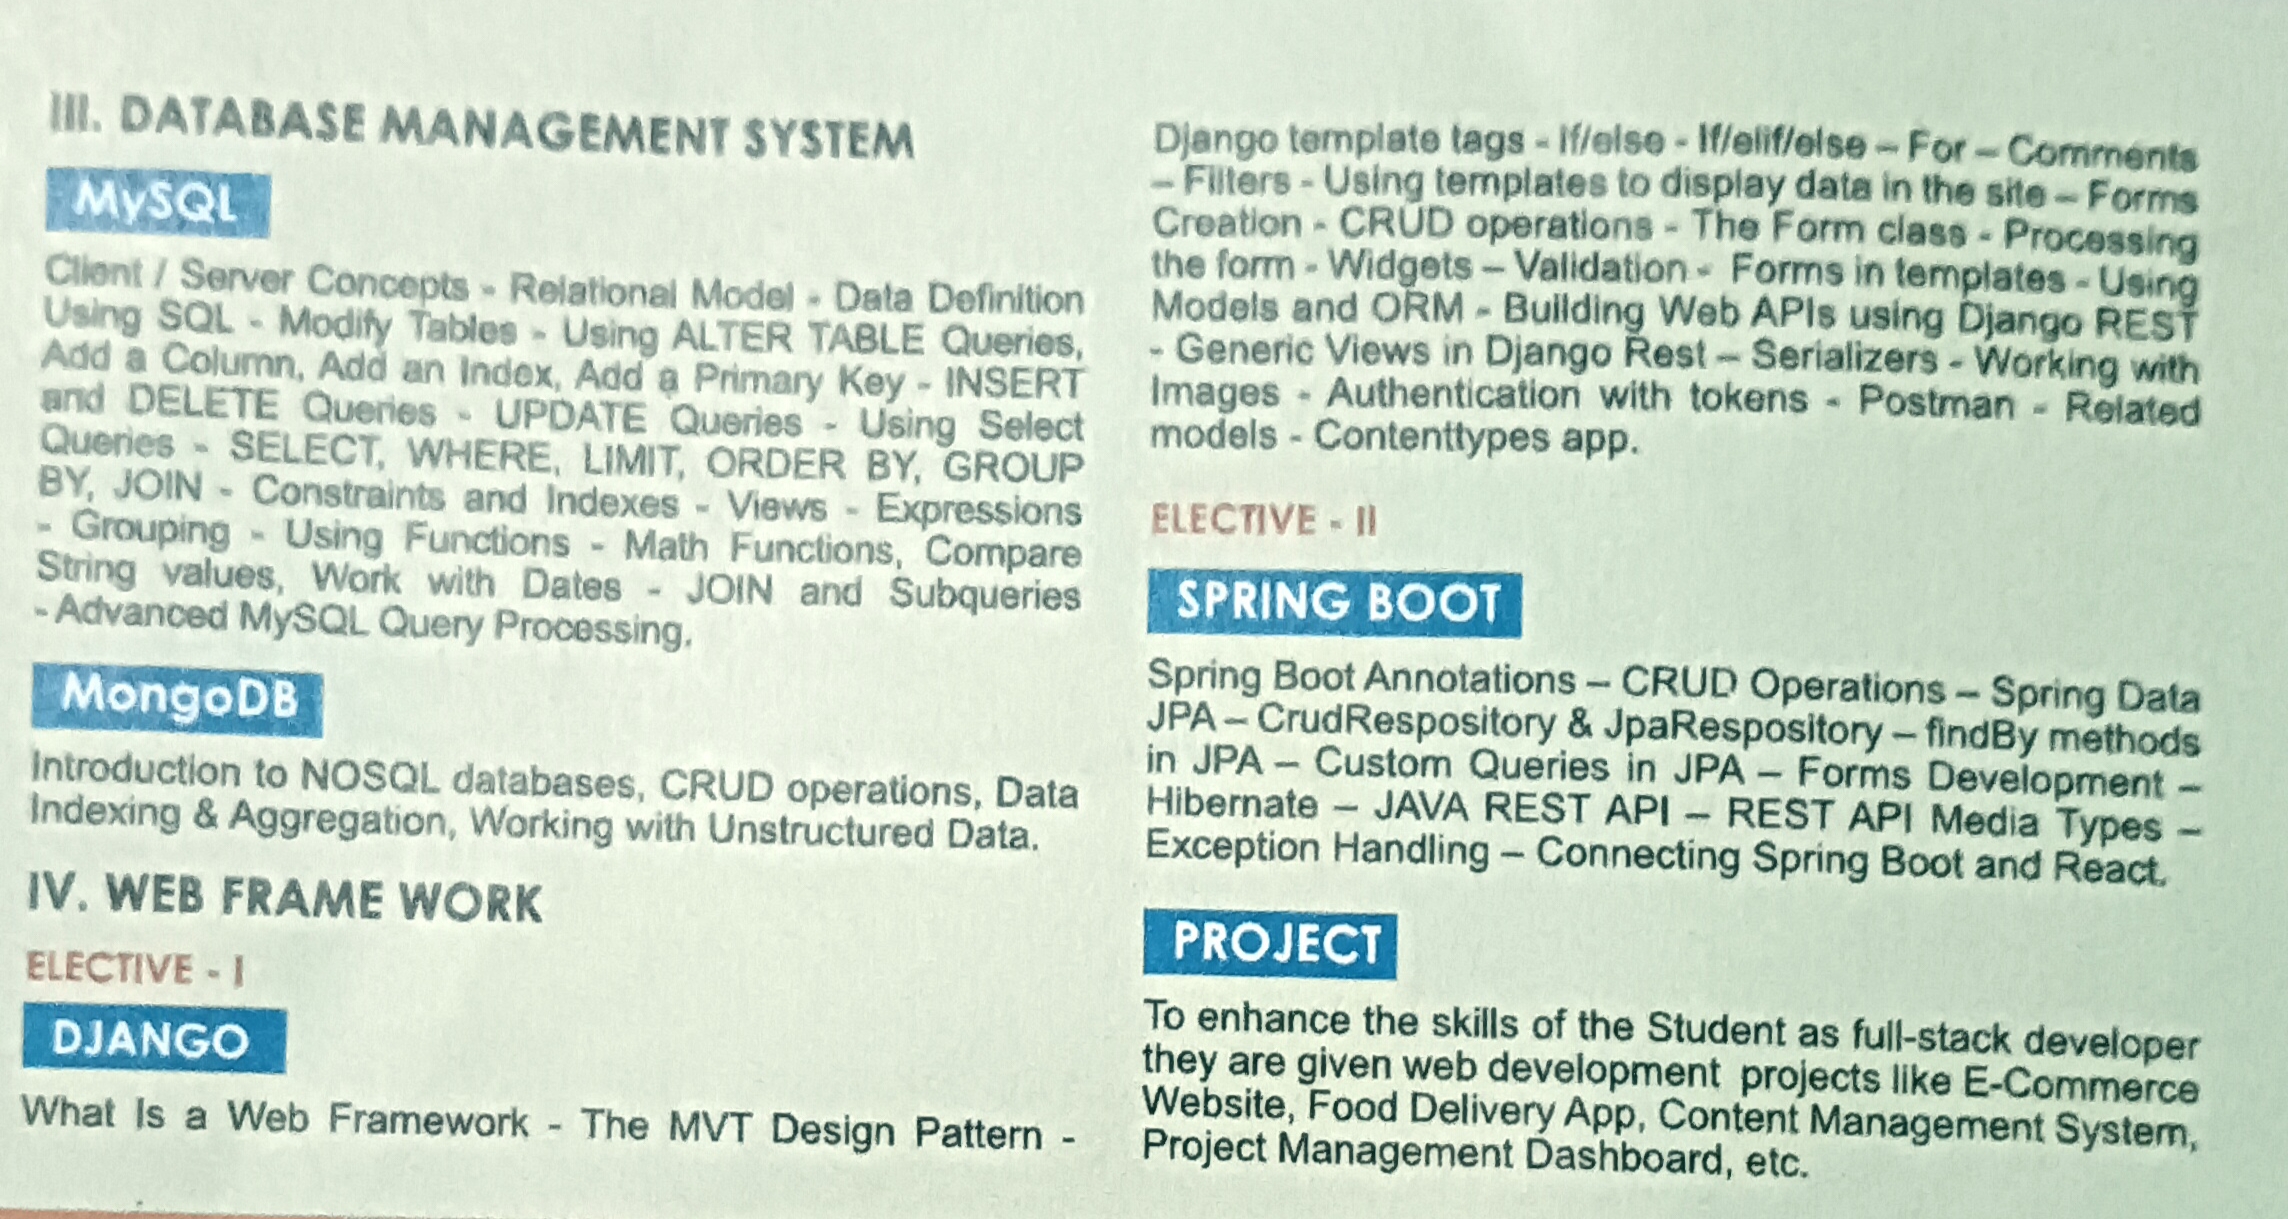 III. DATABASE MANAGEMENT SYSTEM
MySQL
Client / Server Concepts - Relational Model - Data Definition
Using SQL - Modify Tables - Using ALTER TABLE Queries,
Add a Column, Add an Index, Add a Primary Key - INSERT
and DELETE Queries - UPDATE Queries - Using Select
Queries - SELECT, WHERE, LIMIT, ORDER BY, GROUP
BY, JOIN - Constraints and Indexes - Views - Expressions
- Grouping - Using Functions - Math Functions, Compare
String values, Work with Dates - JOIN and Subqueries
- Advanced MySQL Query Processing.
MongoDB
Introduction to NOSQL databases, CRUD operations, Data
Indexing & Aggregation, Working with Unstructured Data.
IV. WEB FRAME WORK
ELECTIVE - I
DJANGO
What Is a Web Framework - The MVT Design Pattern -
Django template tags - If/else - If/elif/else – For – Comments
– Filters - Using templates to display data in the site – Forms
Creation - CRUD operations - The Form class - Processing
the form - Widgets – Validation - Forms in templates - Using
Models and ORM - Building Web APIs using Django REST
- Generic Views in Django Rest – Serializers - Working with
Images - Authentication with tokens - Postman - Related
models - Contenttypes app.
ELECTIVE - II
SPRING BOOT
Spring Boot Annotations – CRUD Operations – Spring Data
JPA – CrudRespository & JpaRespository – findBy methods
in JPA – Custom Queries in JPA – Forms Development –
Hibernate – JAVA REST API – REST API Media Types –
Exception Handling – Connecting Spring Boot and React.
PROJECT
To enhance the skills of the Student as full-stack developer
they are given web development projects like E-Commerce
Website, Food Delivery App, Content Management System,
Project Management Dashboard, etc.